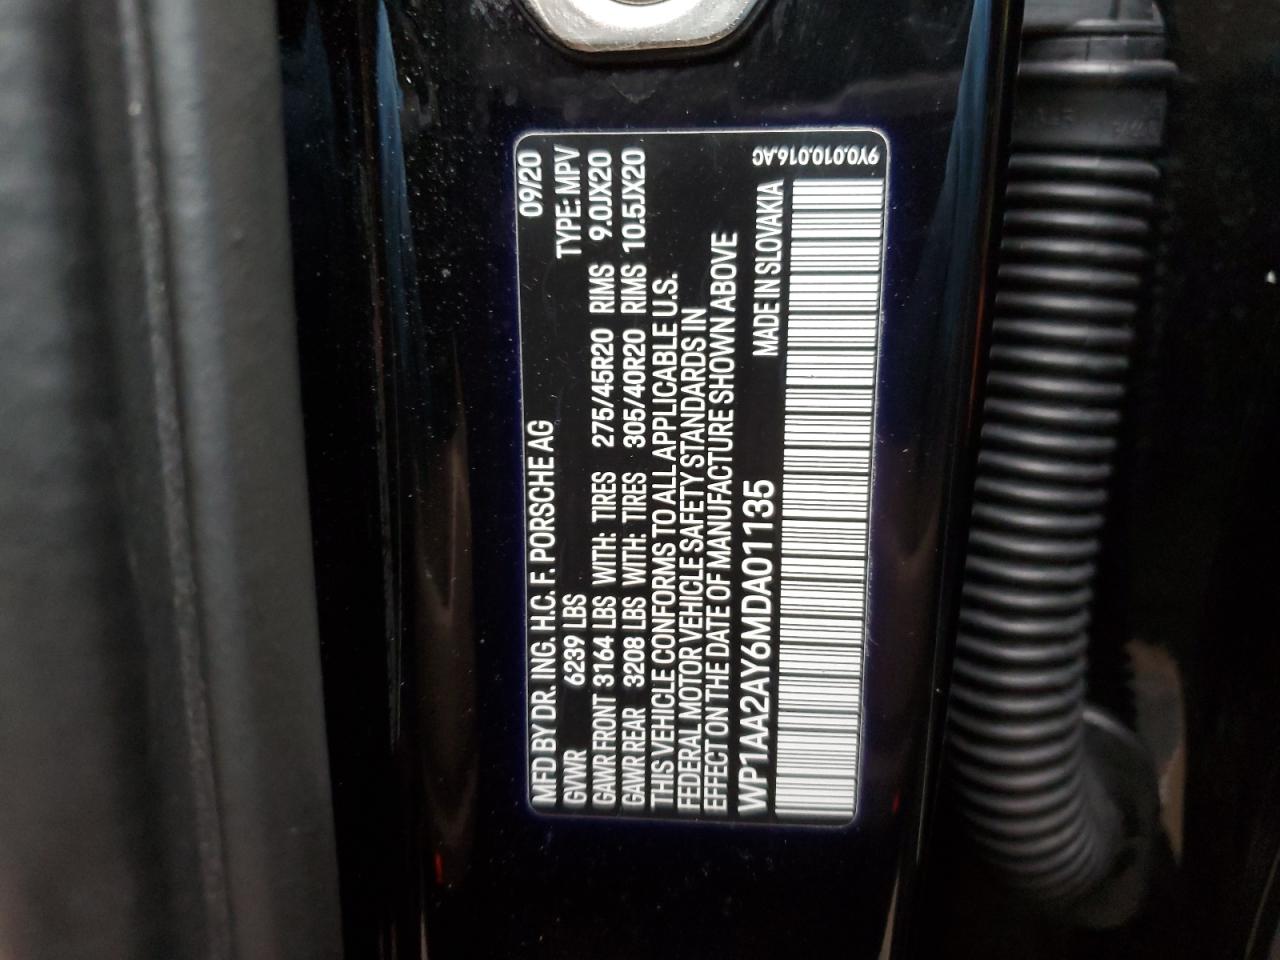 MFD BY DR. ING. H.C. F. PORSCHE AG 09/20
GVWR 6239 LBS TYPE: MPV
GAWR FRONT 3164 LBS WITH: TIRES 275/45R20 RIMS 9.0JX20
GAWR REAR 3208 LBS WITH: TIRES 305/40R20 RIMS 10.5JX20
THIS VEHICLE CONFORMS TO ALL APPLICABLE U.S.
FEDERAL MOTOR VEHICLE SAFETY STANDARDS IN
EFFECT ON THE DATE OF MANUFACTURE SHOWN ABOVE
WP1AA2AY6MDA01135 MADE IN SLOVAKIA
9Y0.010.016.AC